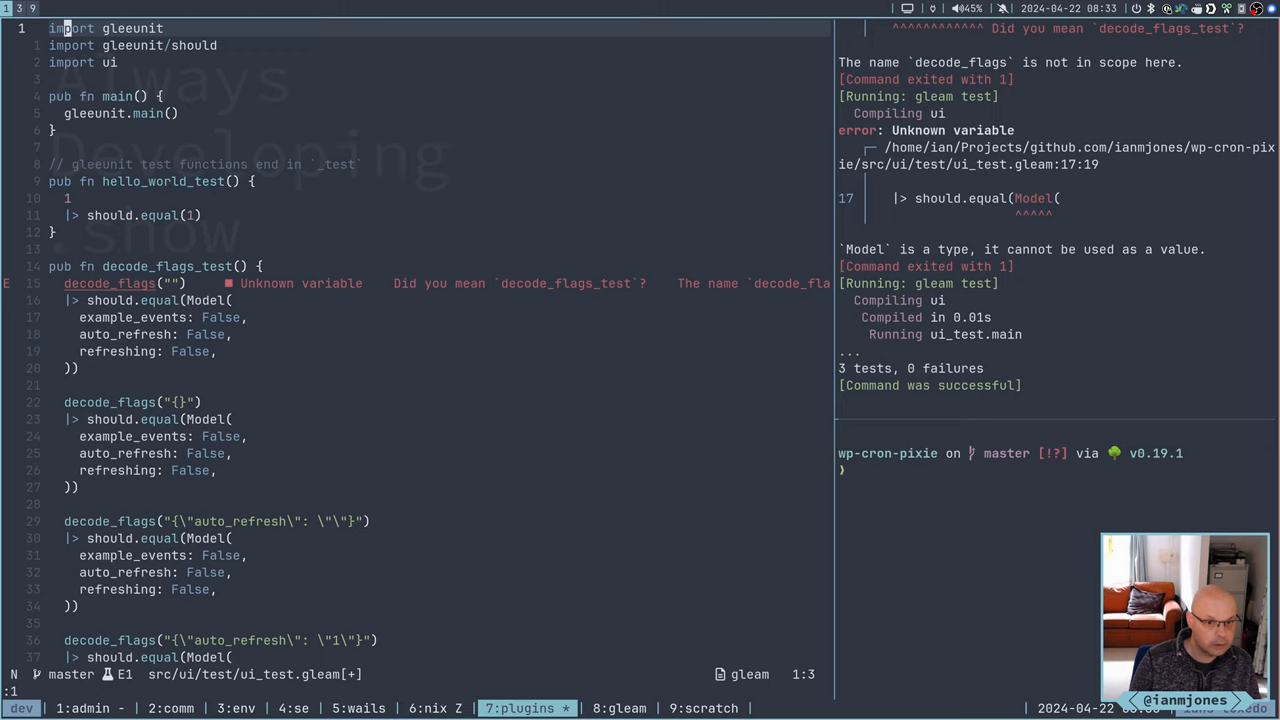 1 3 9
45% 2024-04-22 08:33
1 import gleeunit
1 import gleeunit/should
2 import ui
3
4 pub fn main() {
5 gleeunit.main()
6 }
7
8 // gleeunit test functions end in `_test`
9 pub fn hello_world_test() {
10 1
11 |> should.equal(1)
12 }
13
14 pub fn decode_flags_test() {
E 15 decode_flags("") ■ Unknown variable Did you mean `decode_flags_test`? The name `decode_fla
16 |> should.equal(Model(
17 example_events: False,
18 auto_refresh: False,
19 refreshing: False,
20 ))
21
22 decode_flags("{}")
23 |> should.equal(Model(
24 example_events: False,
25 auto_refresh: False,
26 refreshing: False,
27 ))
28
29 decode_flags("{\"auto_refresh\": \"\"}")
30 |> should.equal(Model(
31 example_events: False,
32 auto_refresh: False,
33 refreshing: False,
34 ))
35
36 decode_flags("{\"auto_refresh\": \"1\"}")
37 |> should.equal(Model(
Always
Developing
.show
N master E1 src/ui/test/ui_test.gleam[+] gleam 1:3
:1
^^^^^^^^^^^^ Did you mean `decode_flags_test`?
The name `decode_flags` is not in scope here.
[Command exited with 1]
[Running: gleam test]
Compiling ui
error: Unknown variable
┌─ /home/ian/Projects/github.com/ianmjones/wp-cron-pix
ie/src/ui/test/ui_test.gleam:17:19
│
17 │ |> should.equal(Model(
│ ^^^^^
`Model` is a type, it cannot be used as a value.
[Command exited with 1]
[Running: gleam test]
Compiling ui
Compiled in 0.01s
Running ui_test.main
...
3 tests, 0 failures
[Command was successful]
wp-cron-pixie on master [!?] via v0.19.1
❯
@ianmjones
dev 1:admin - 2:comm 3:env 4:se 5:wails 6:nix Z 7:plugins * 8:gleam 9:scratch 2024-04-22